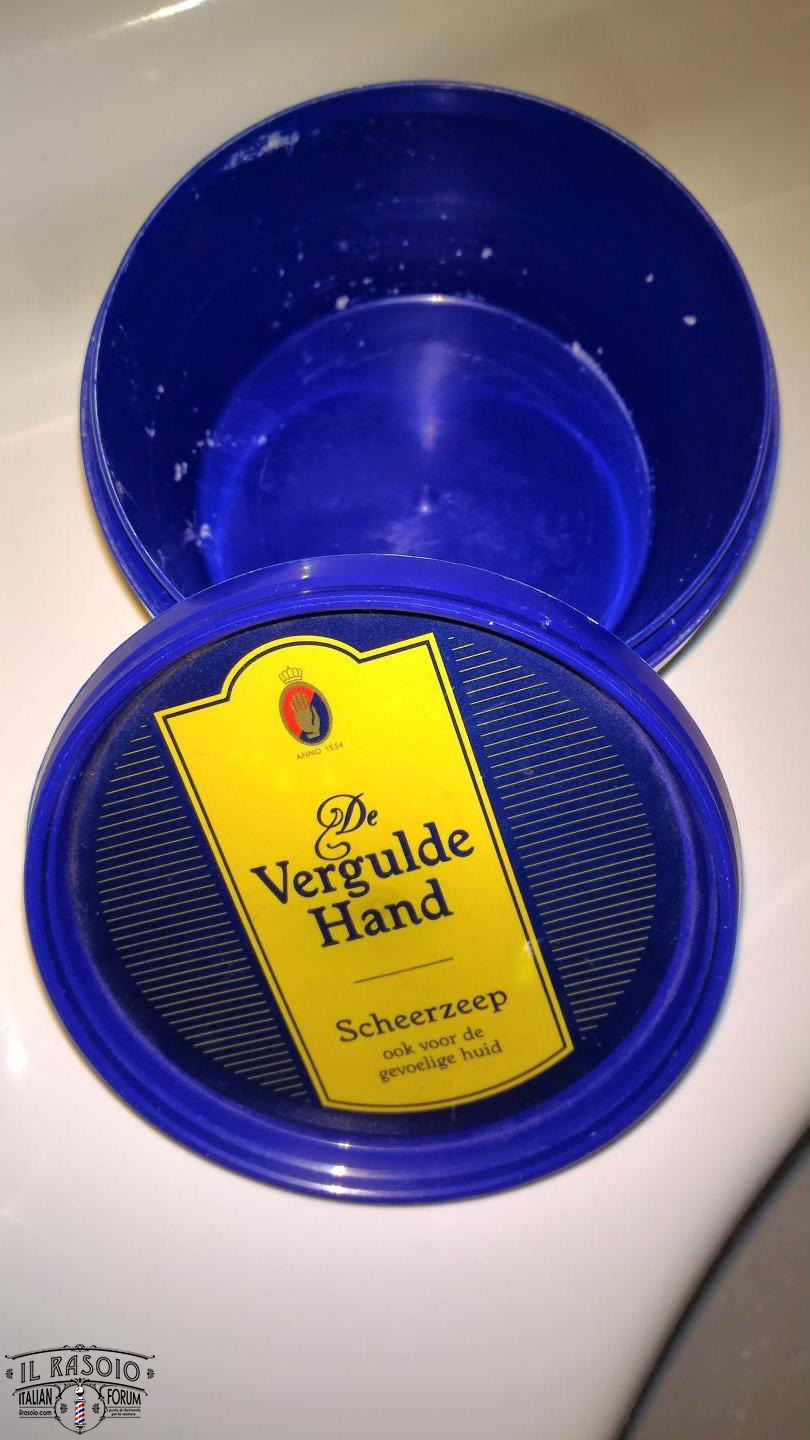 ANNO 1554
De
Vergulde
Hand
Scheerzeep
ook voor de
gevoelige huid
IL RASOIO
ITALIAN FORUM
ilrasoio.com